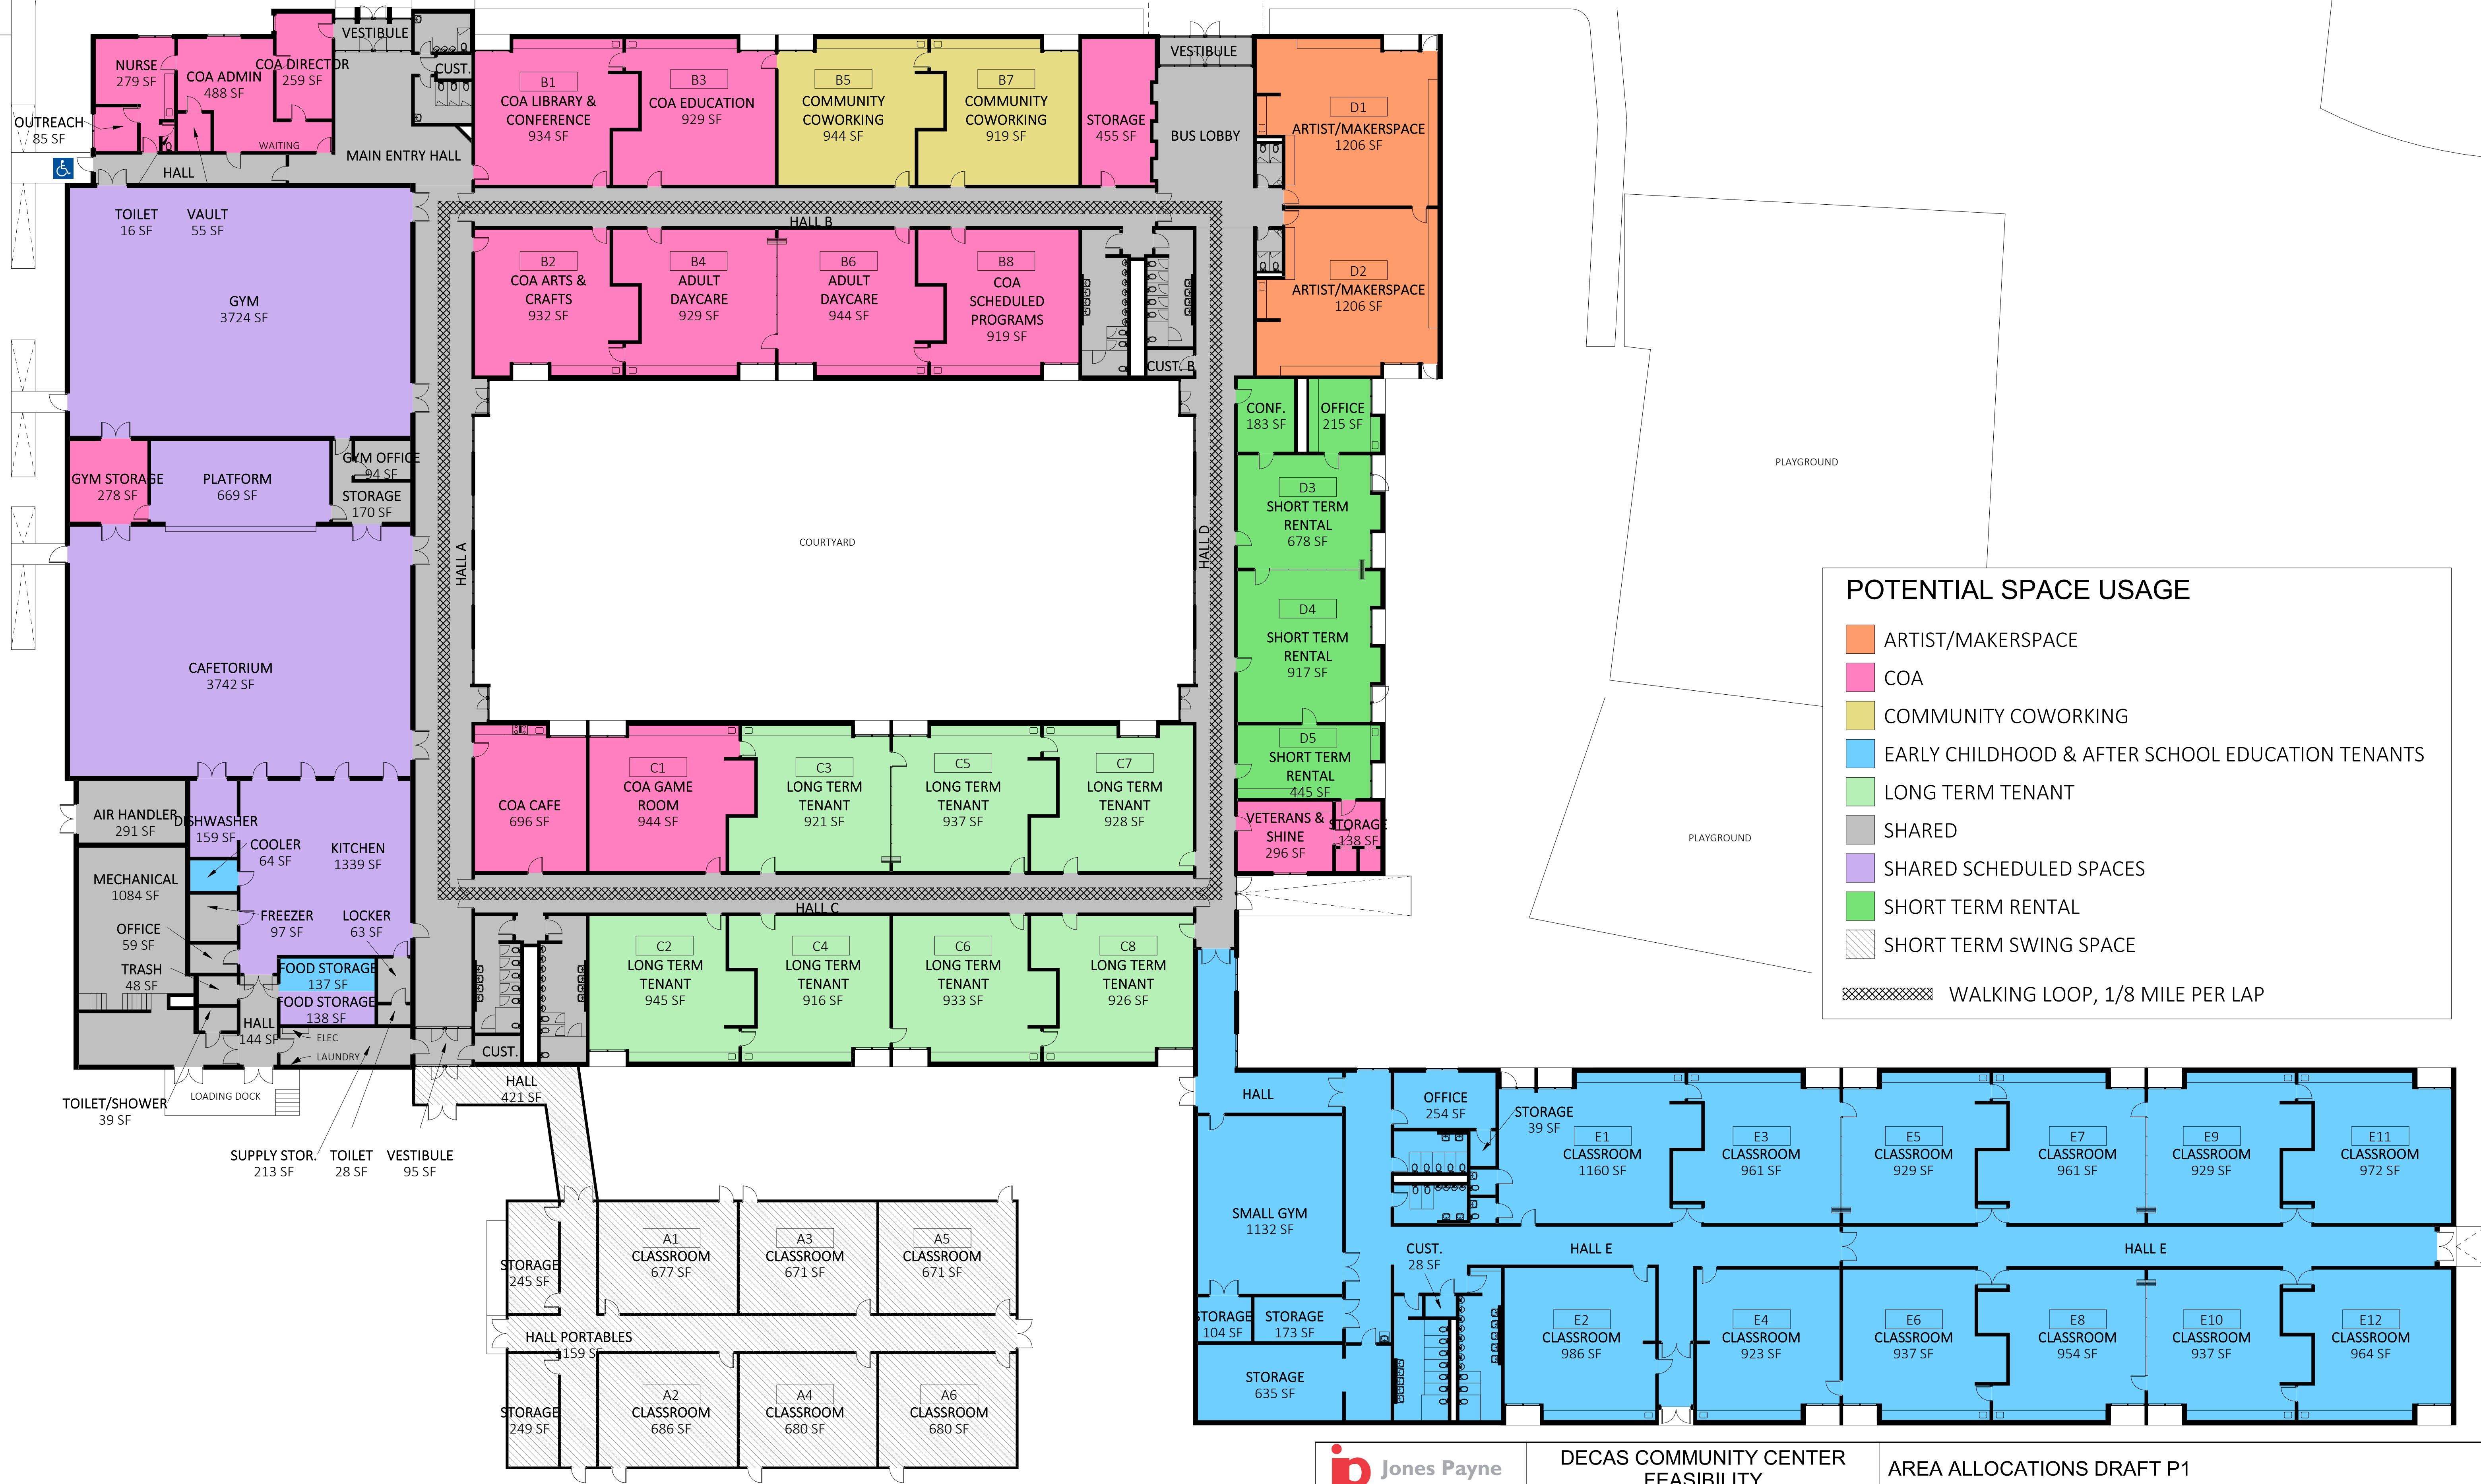 VESTIBULE
NURSE
279 SF
COA ADMIN
488 SF
COA DIRECTOR
259 SF
OUTREACH
85 SF
WAITING
HALL
MAIN ENTRY HALL
CUST.
B1
COA LIBRARY &
CONFERENCE
934 SF
B3
COA EDUCATION
929 SF
B5
COMMUNITY
COWORKING
944 SF
B7
COMMUNITY
COWORKING
919 SF
STORAGE
455 SF
VESTIBULE
BUS LOBBY
D1
ARTIST/MAKERSPACE
1206 SF
D2
ARTIST/MAKERSPACE
1206 SF
TOILET
16 SF
VAULT
55 SF
GYM
3724 SF
HALL B
B2
COA ARTS &
CRAFTS
932 SF
B4
ADULT
DAYCARE
929 SF
B6
ADULT
DAYCARE
944 SF
B8
COA
SCHEDULED
PROGRAMS
919 SF
CUST. B
CONF.
183 SF
OFFICE
215 SF
GYM STORAGE
278 SF
PLATFORM
669 SF
GYM OFFICE
94 SF
STORAGE
170 SF
HALL A
COURTYARD
HALL D
D3
SHORT TERM
RENTAL
678 SF
D4
SHORT TERM
RENTAL
917 SF
D5
SHORT TERM
RENTAL
445 SF
VETERANS &
SHINE
296 SF
STORAGE
138 SF
PLAYGROUND
PLAYGROUND
CAFETORIUM
3742 SF
COA CAFE
696 SF
C1
COA GAME
ROOM
944 SF
C3
LONG TERM
TENANT
921 SF
C5
LONG TERM
TENANT
937 SF
C7
LONG TERM
TENANT
928 SF
HALL C
C2
LONG TERM
TENANT
945 SF
C4
LONG TERM
TENANT
916 SF
C6
LONG TERM
TENANT
933 SF
C8
LONG TERM
TENANT
926 SF
CUST.
AIR HANDLER
291 SF
DISHWASHER
159 SF
COOLER
64 SF
KITCHEN
1339 SF
MECHANICAL
1084 SF
FREEZER
97 SF
LOCKER
63 SF
OFFICE
59 SF
TRASH
48 SF
FOOD STORAGE
137 SF
FOOD STORAGE
138 SF
HALL
144 SF
ELEC
LAUNDRY
LOADING DOCK
TOILET/SHOWER
39 SF
SUPPLY STOR.
213 SF
TOILET
28 SF
VESTIBULE
95 SF
HALL
421 SF
STORAGE
245 SF
A1
CLASSROOM
677 SF
A3
CLASSROOM
671 SF
A5
CLASSROOM
671 SF
HALL PORTABLES
1159 SF
STORAGE
249 SF
A2
CLASSROOM
686 SF
A4
CLASSROOM
680 SF
A6
CLASSROOM
680 SF
POTENTIAL SPACE USAGE
ARTIST/MAKERSPACE
COA
COMMUNITY COWORKING
EARLY CHILDHOOD & AFTER SCHOOL EDUCATION TENANTS
LONG TERM TENANT
SHARED
SHARED SCHEDULED SPACES
SHORT TERM RENTAL
SHORT TERM SWING SPACE
WALKING LOOP, 1/8 MILE PER LAP
HALL
OFFICE
254 SF
STORAGE
39 SF
E1
CLASSROOM
1160 SF
E3
CLASSROOM
961 SF
E5
CLASSROOM
929 SF
E7
CLASSROOM
961 SF
E9
CLASSROOM
929 SF
E11
CLASSROOM
972 SF
SMALL GYM
1132 SF
CUST.
28 SF
HALL E
HALL E
STORAGE
104 SF
STORAGE
173 SF
STORAGE
635 SF
E2
CLASSROOM
986 SF
E4
CLASSROOM
923 SF
E6
CLASSROOM
937 SF
E8
CLASSROOM
954 SF
E10
CLASSROOM
937 SF
E12
CLASSROOM
964 SF
jp Jones Payne
DECAS COMMUNITY CENTER
FEASIBILITY
AREA ALLOCATIONS DRAFT P1